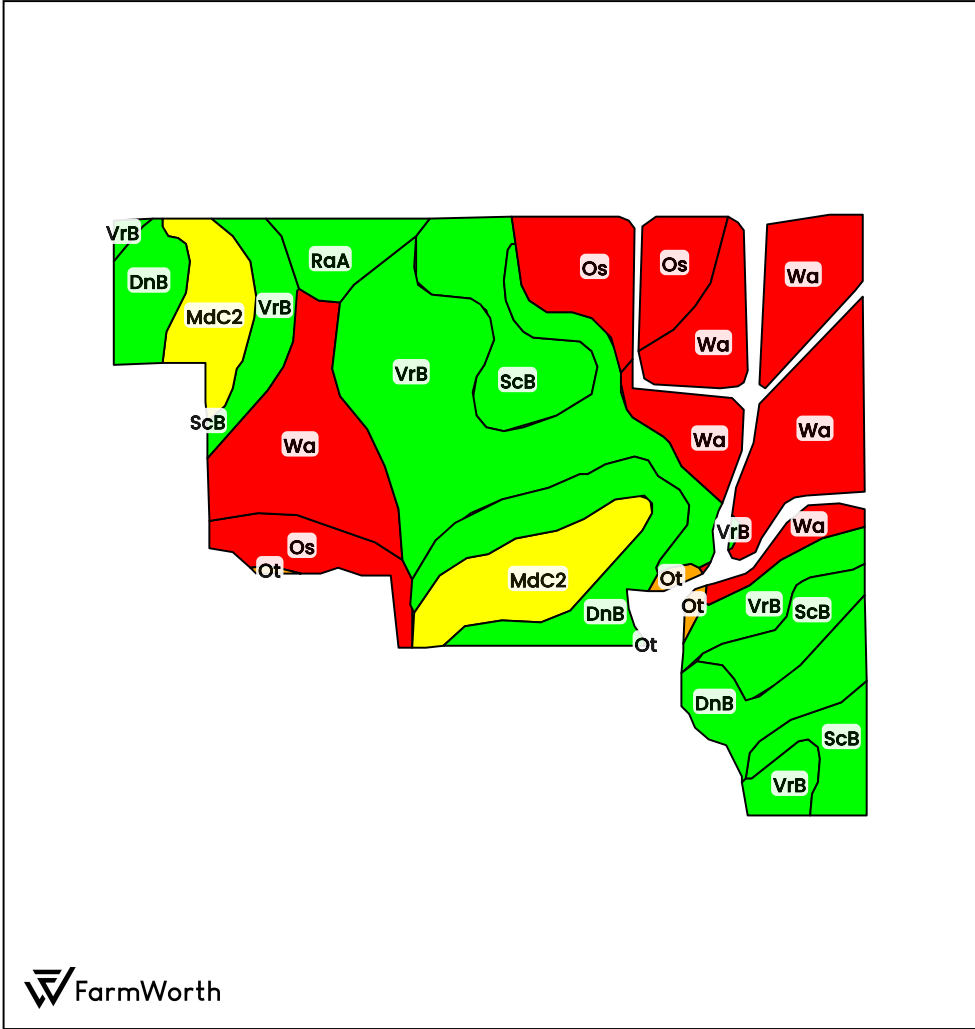 VrB
Os
Os
RaA
Wa
DnB
VrB
MdC2
Wa
VrB
ScB
ScB
Wa
Wa
Wa
Wa
VrB
Os
Ot
MdC2
Ot
Ot
DnB
VrB
ScB
Ot
DnB
ScB
VrB
FarmWorth